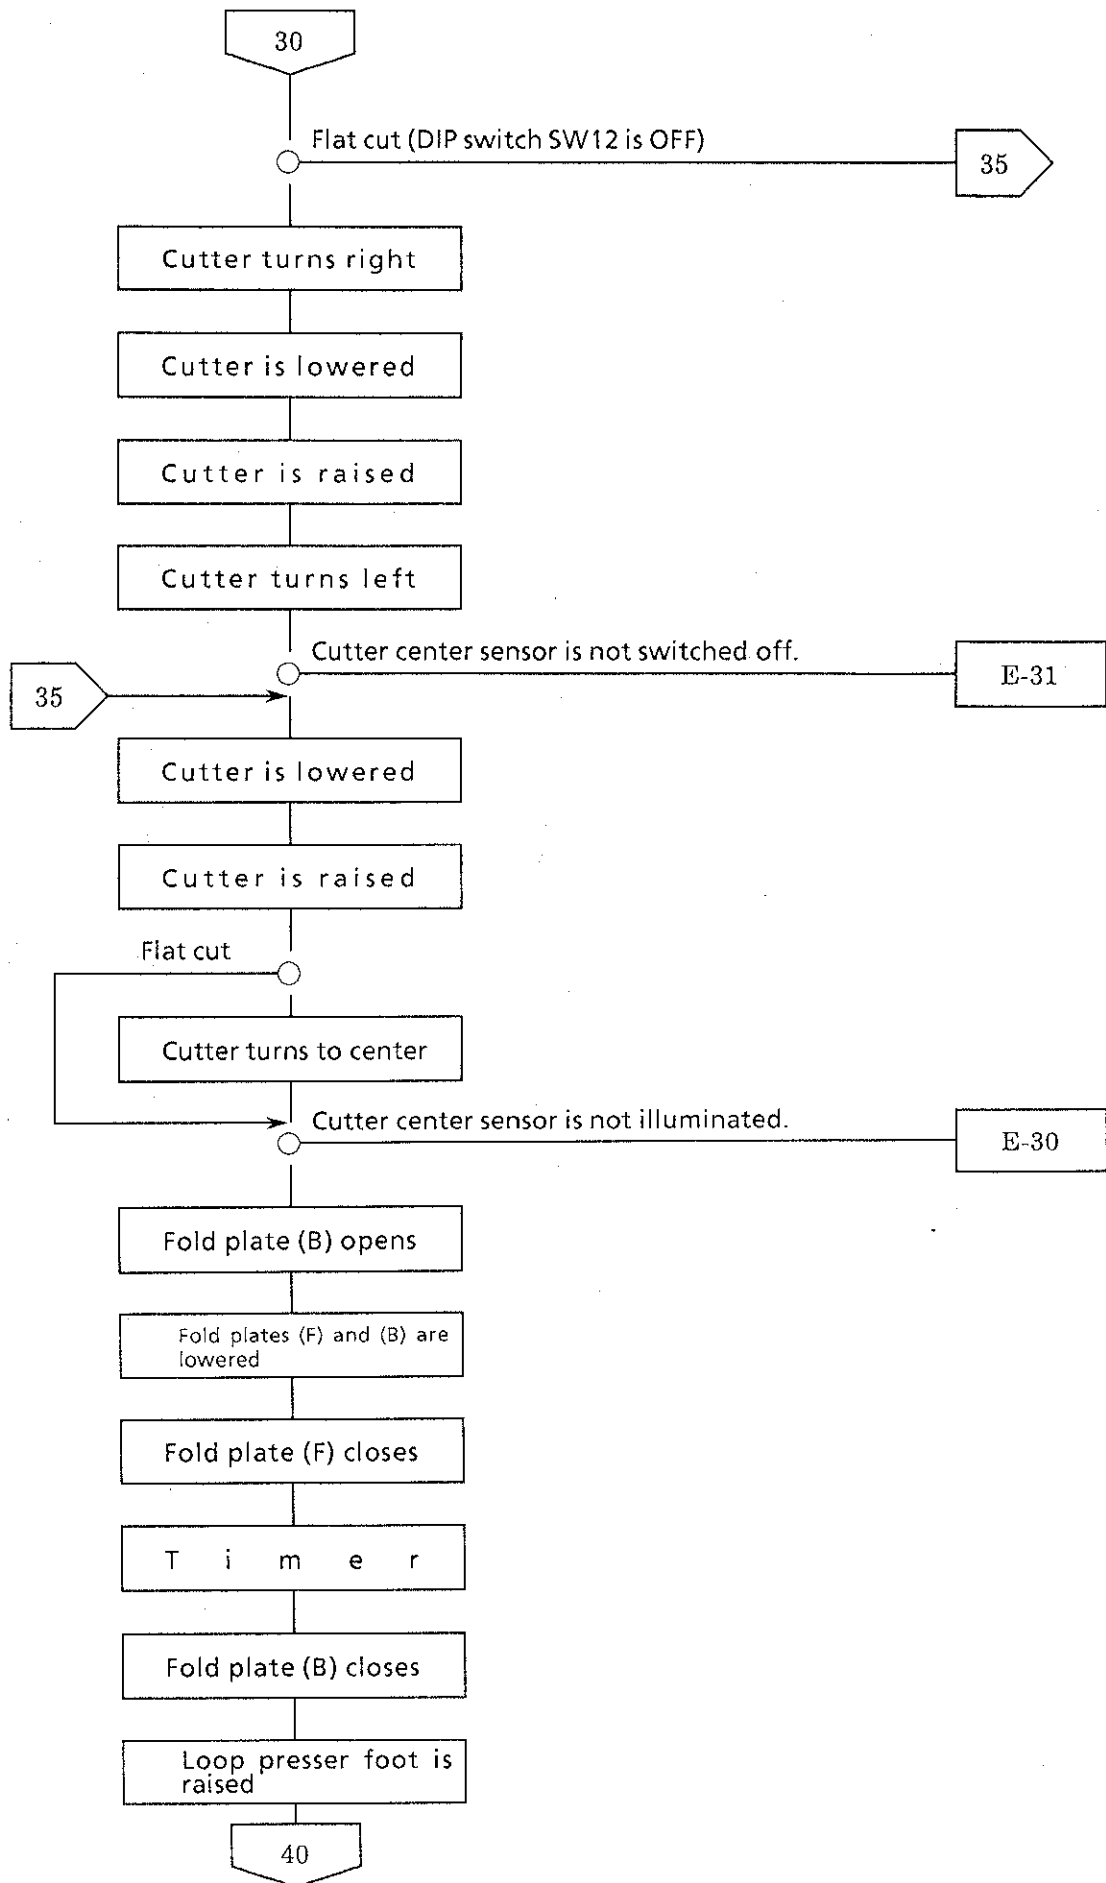 30
Flat cut (DIP switch SW12 is OFF)
35
Cutter turns right
Cutter is lowered
Cutter is raised
Cutter turns left
Cutter center sensor is not switched off.
E-31
35
Cutter is lowered
Cutter is raised
Flat cut
Cutter turns to center
Cutter center sensor is not illuminated.
E-30
Fold plate (B) opens
Fold plates (F) and (B) are
lowered
Fold plate (F) closes
Timer
Fold plate (B) closes
Loop presser foot is
raised
40